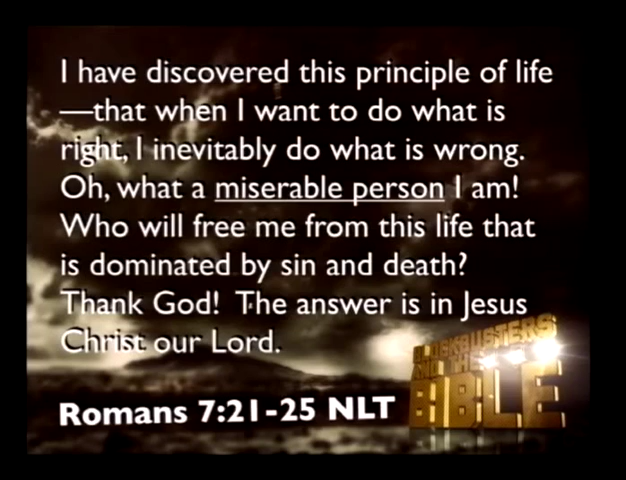 I have discovered this principle of life
—that when I want to do what is
right, I inevitably do what is wrong.
Oh, what a miserable person I am!
Who will free me from this life that
is dominated by sin and death?
Thank God!  The answer is in Jesus
Christ our Lord.
Romans 7:21-25 NLT
BLOCKBUSTERS
AND THE
BIBLE